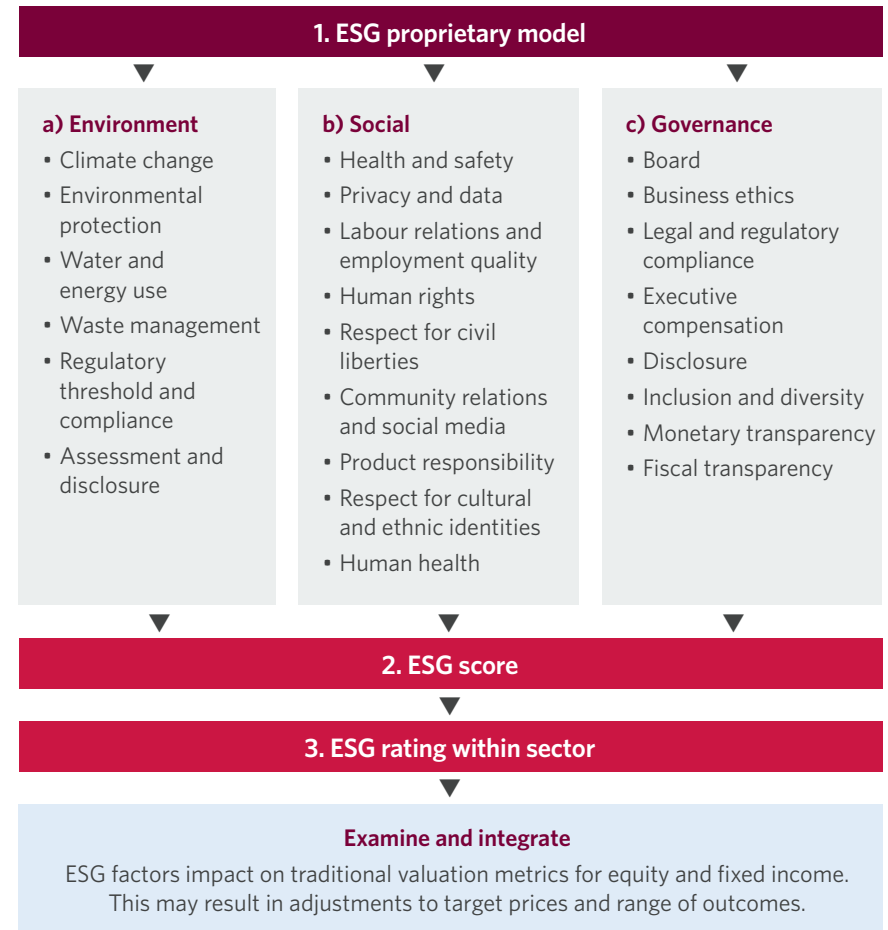 1. ESG proprietary model
a) Environment
• Climate change
• Environmental
protection
• Water and
energy use
• Waste management
• Regulatory
threshold and
compliance
• Assessment and
disclosure
b) Social
• Health and safety
• Privacy and data
• Labour relations and
employment quality
• Human rights
• Respect for civil
liberties
• Community relations
and social media
• Product responsibility
• Respect for cultural
and ethnic identities
• Human health
c) Governance
• Board
• Business ethics
• Legal and regulatory
compliance
• Executive
compensation
• Disclosure
• Inclusion and diversity
• Monetary transparency
• Fiscal transparency
2. ESG score
3. ESG rating within sector
Examine and integrate
ESG factors impact on traditional valuation metrics for equity and fixed income.
This may result in adjustments to target prices and range of outcomes.